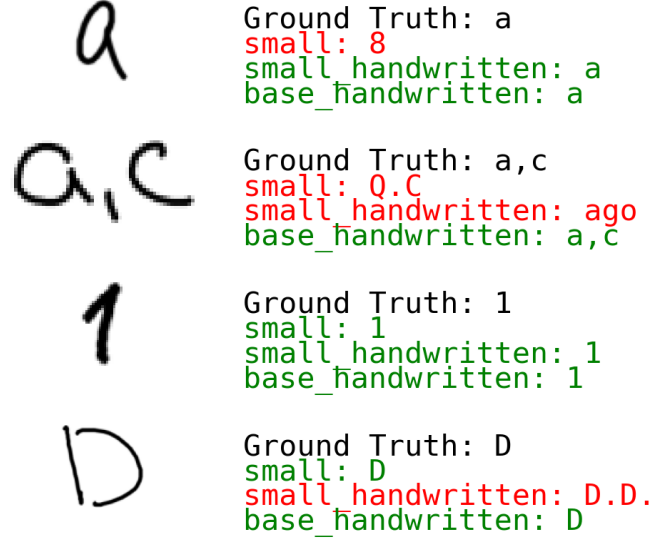 a
Ground Truth: a
small: 8
small_handwritten: a
base_handwritten: a
a,c
Ground Truth: a,c
small: Q.C
small_handwritten: ago
base_handwritten: a,c
1
Ground Truth: 1
small: 1
small_handwritten: 1
base_handwritten: 1
D
Ground Truth: D
small: D
small_handwritten: D.D.
base_handwritten: D